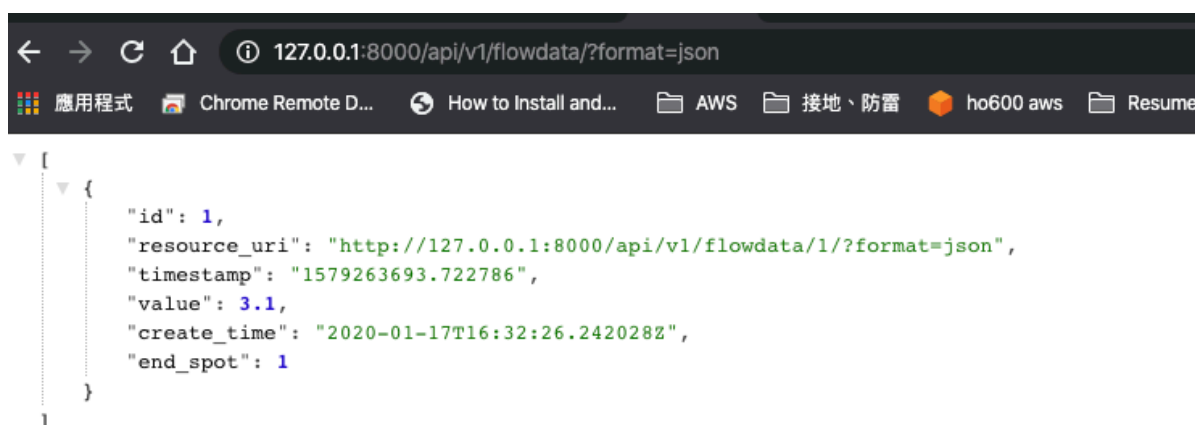 127.0.0.1:8000/api/v1/flowdata/?format=json
應用程式 Chrome Remote D... How to Install and... AWS 接地、防雷 ho600 aws Resume
[
{
"id": 1,
"resource_uri": "http://127.0.0.1:8000/api/v1/flowdata/1/?format=json",
"timestamp": "1579263693.722786",
"value": 3.1,
"create_time": "2020-01-17T16:32:26.242028Z",
"end_spot": 1
}
]